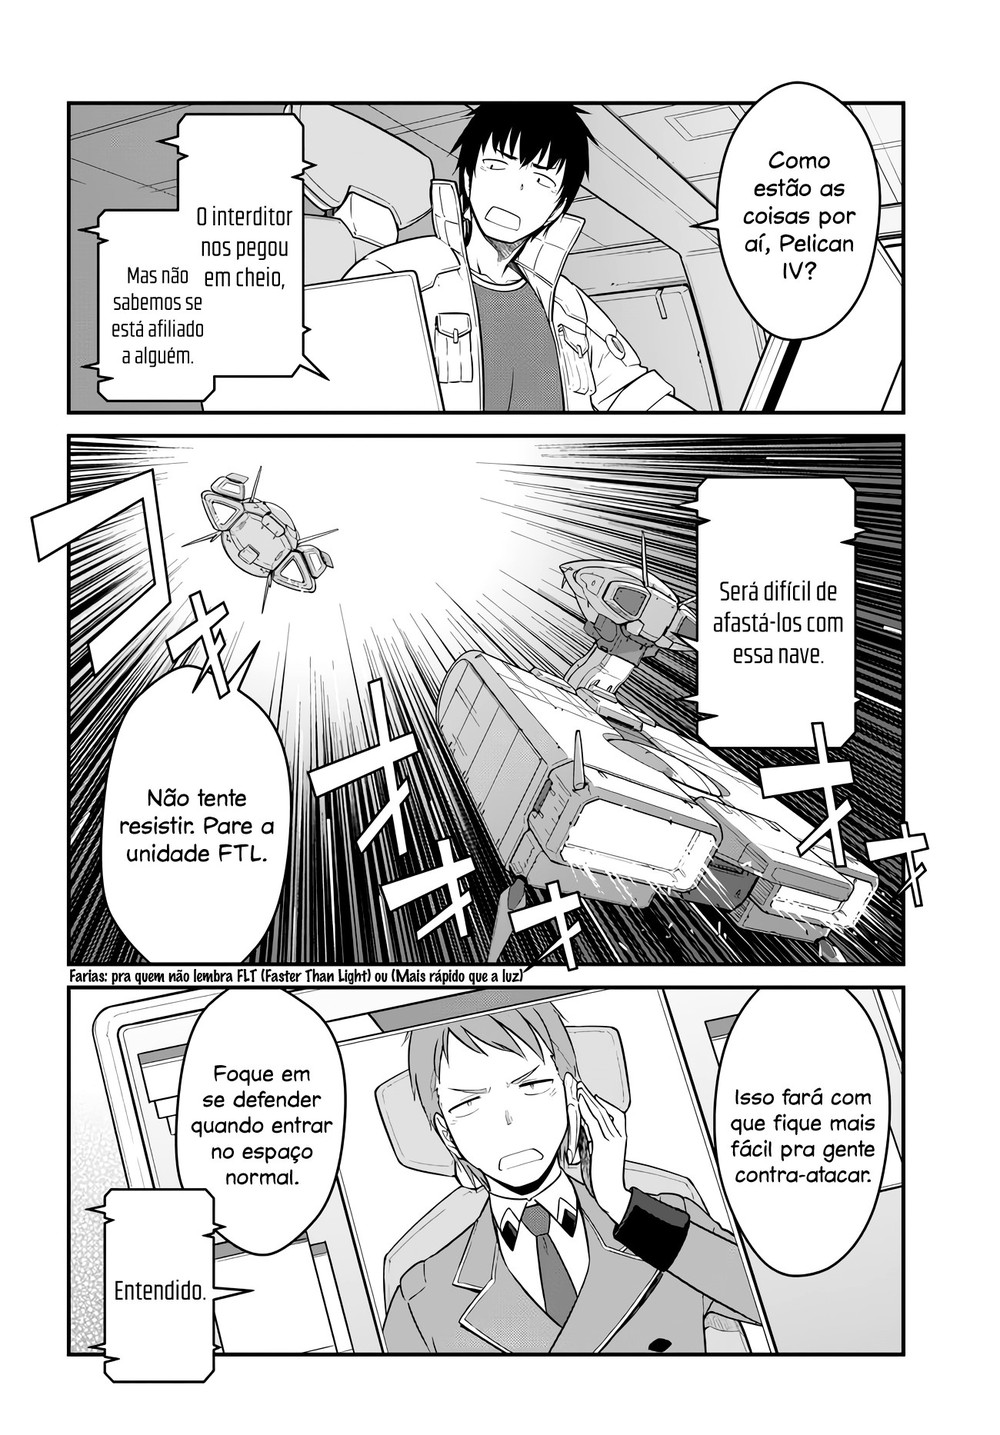 Como
estão as
coisas por
aí, Pelican
IV?
O interditor
nos pegou
em cheio,
Mas não
sabemos se
está afiliado
a alguém.
Será difícil de
afastá-los com
essa nave.
Não tente
resistir. Pare a
unidade FTL.
Farias: pra quem não lembra FLT (Faster Than Light) ou (Mais rápido que a luz)
Isso fará com
que fique mais
fácil pra gente
contra-atacar.
Foque em
se defender
quando entrar
no espaço
normal.
Entendido.